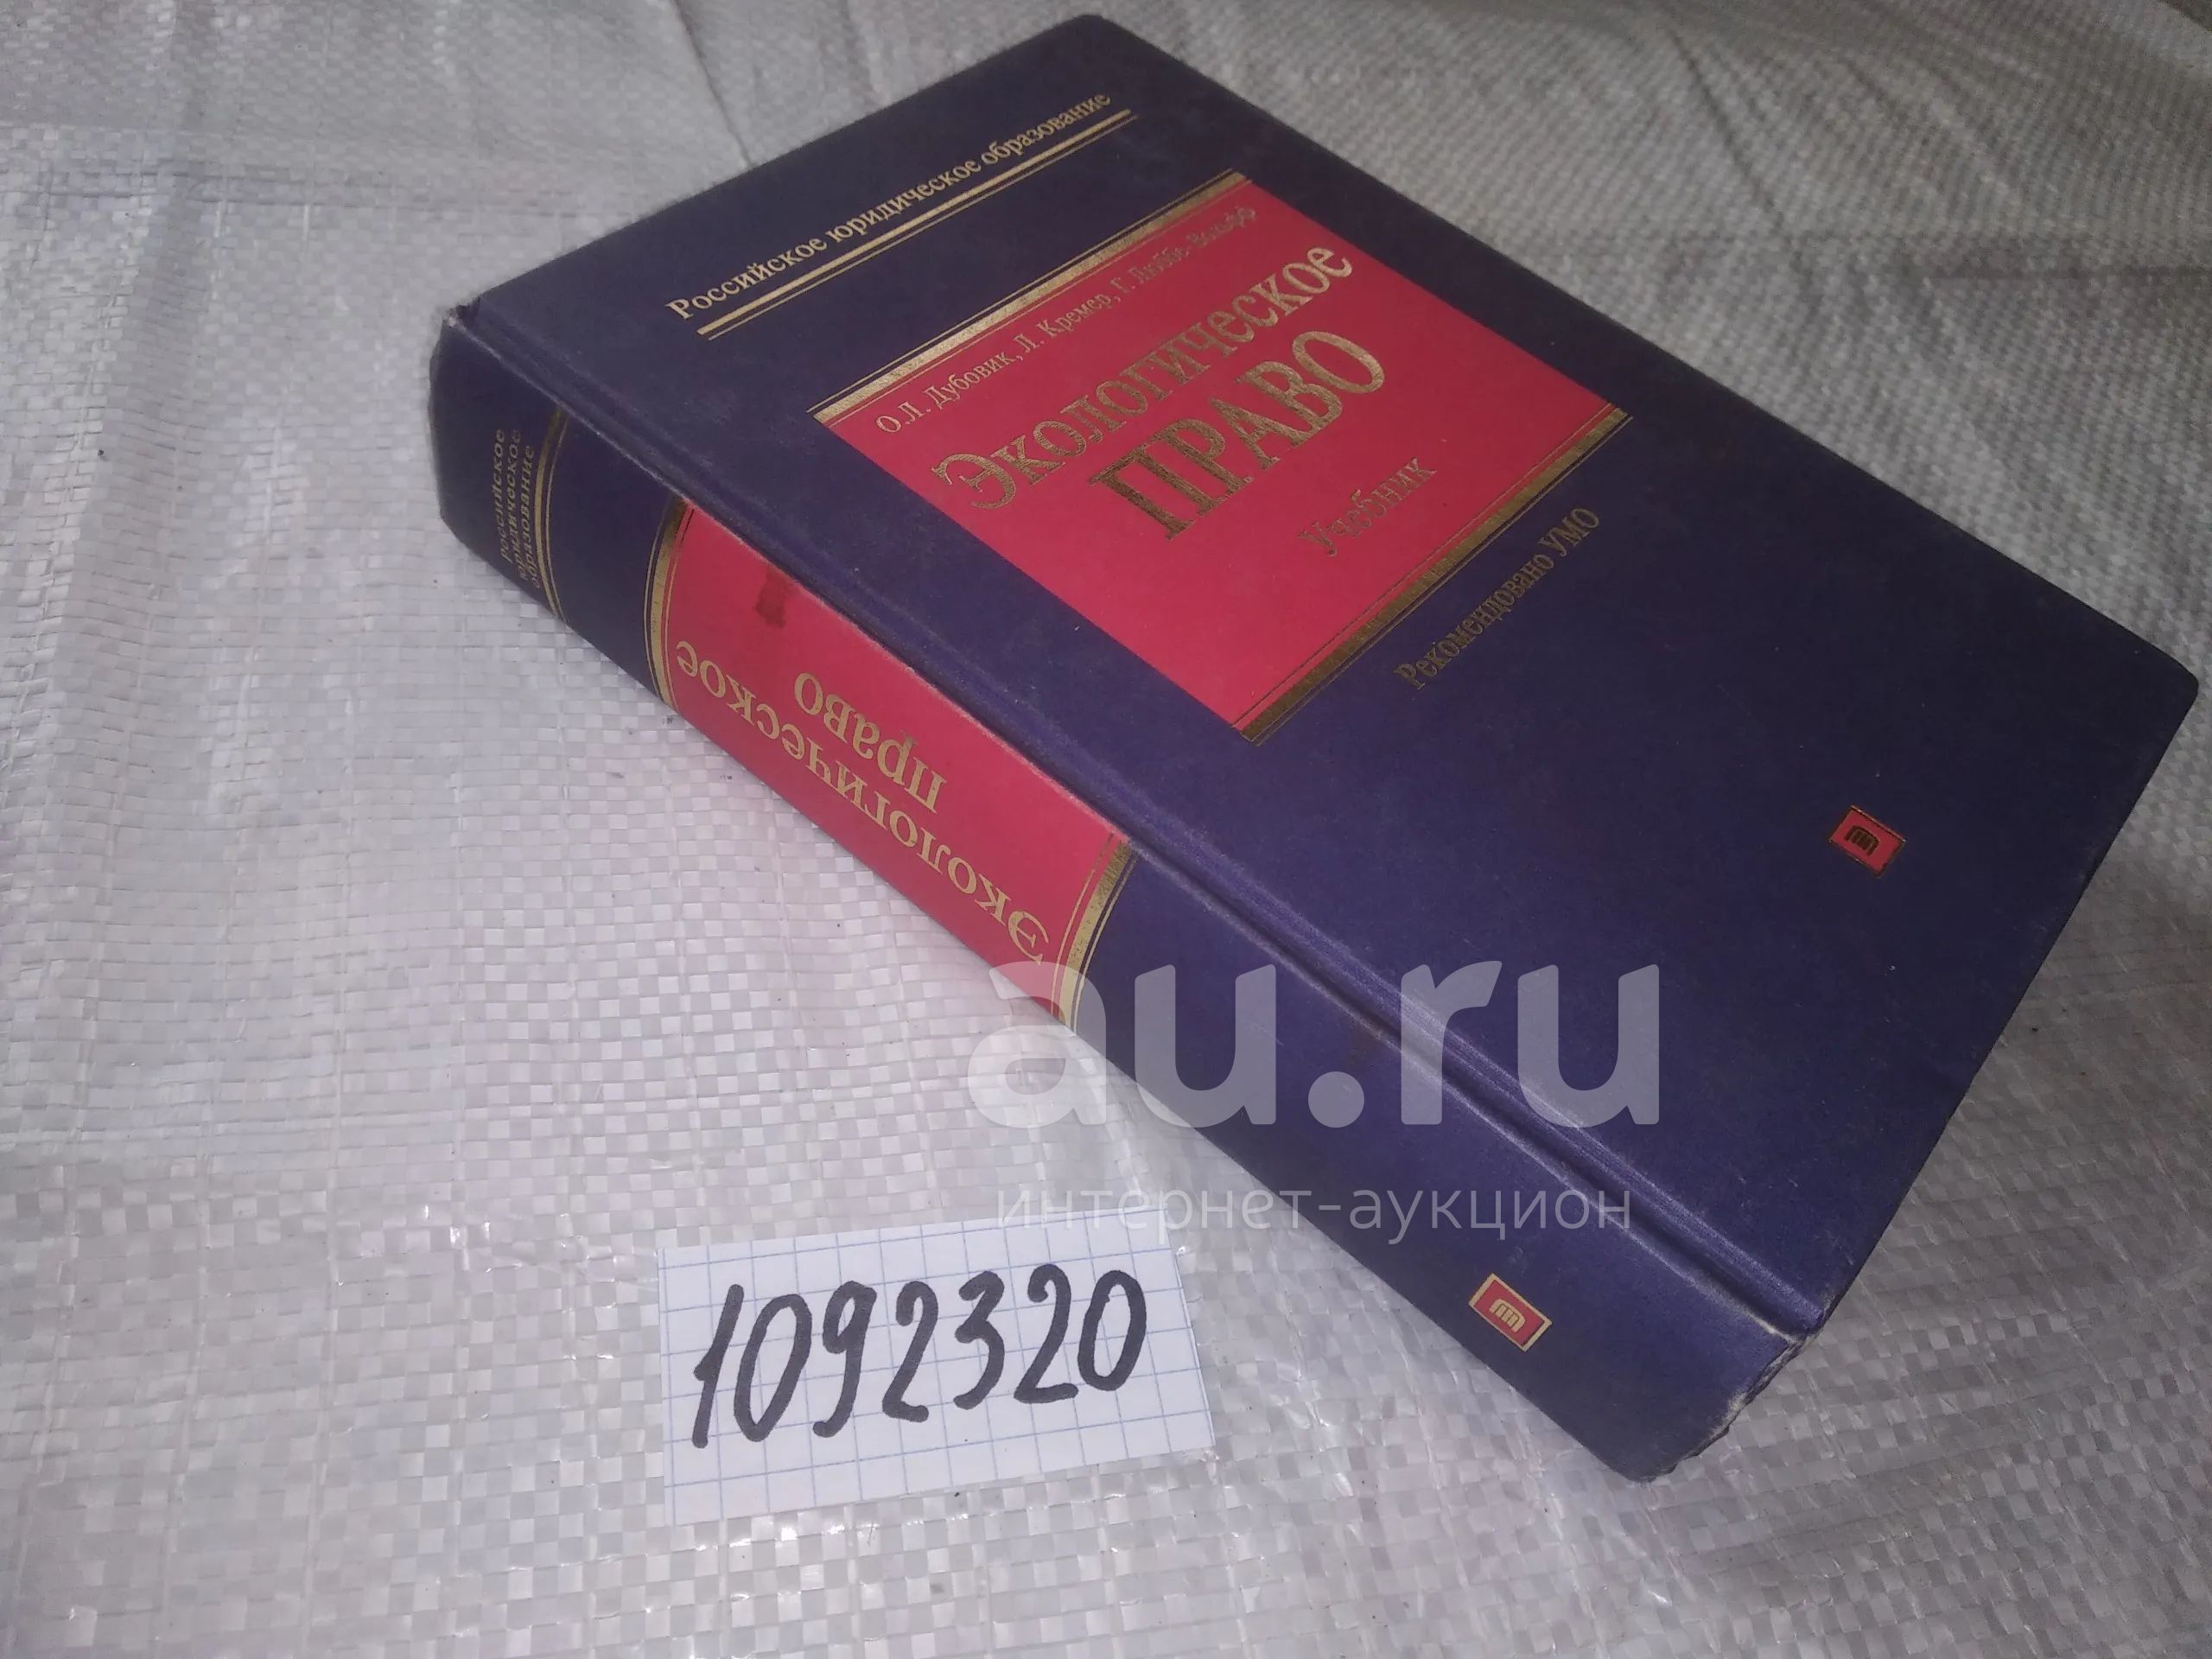 Российское юридическое образование
О.Л. Дубовик, Л. Кремер, Г. Люббе-Вольфф
Экологическое
ПРАВО
Учебник
Рекомендовано УМО
Российское
юридическое
образование
Экологическое
право
au.ru
интернет-аукцион
1092320